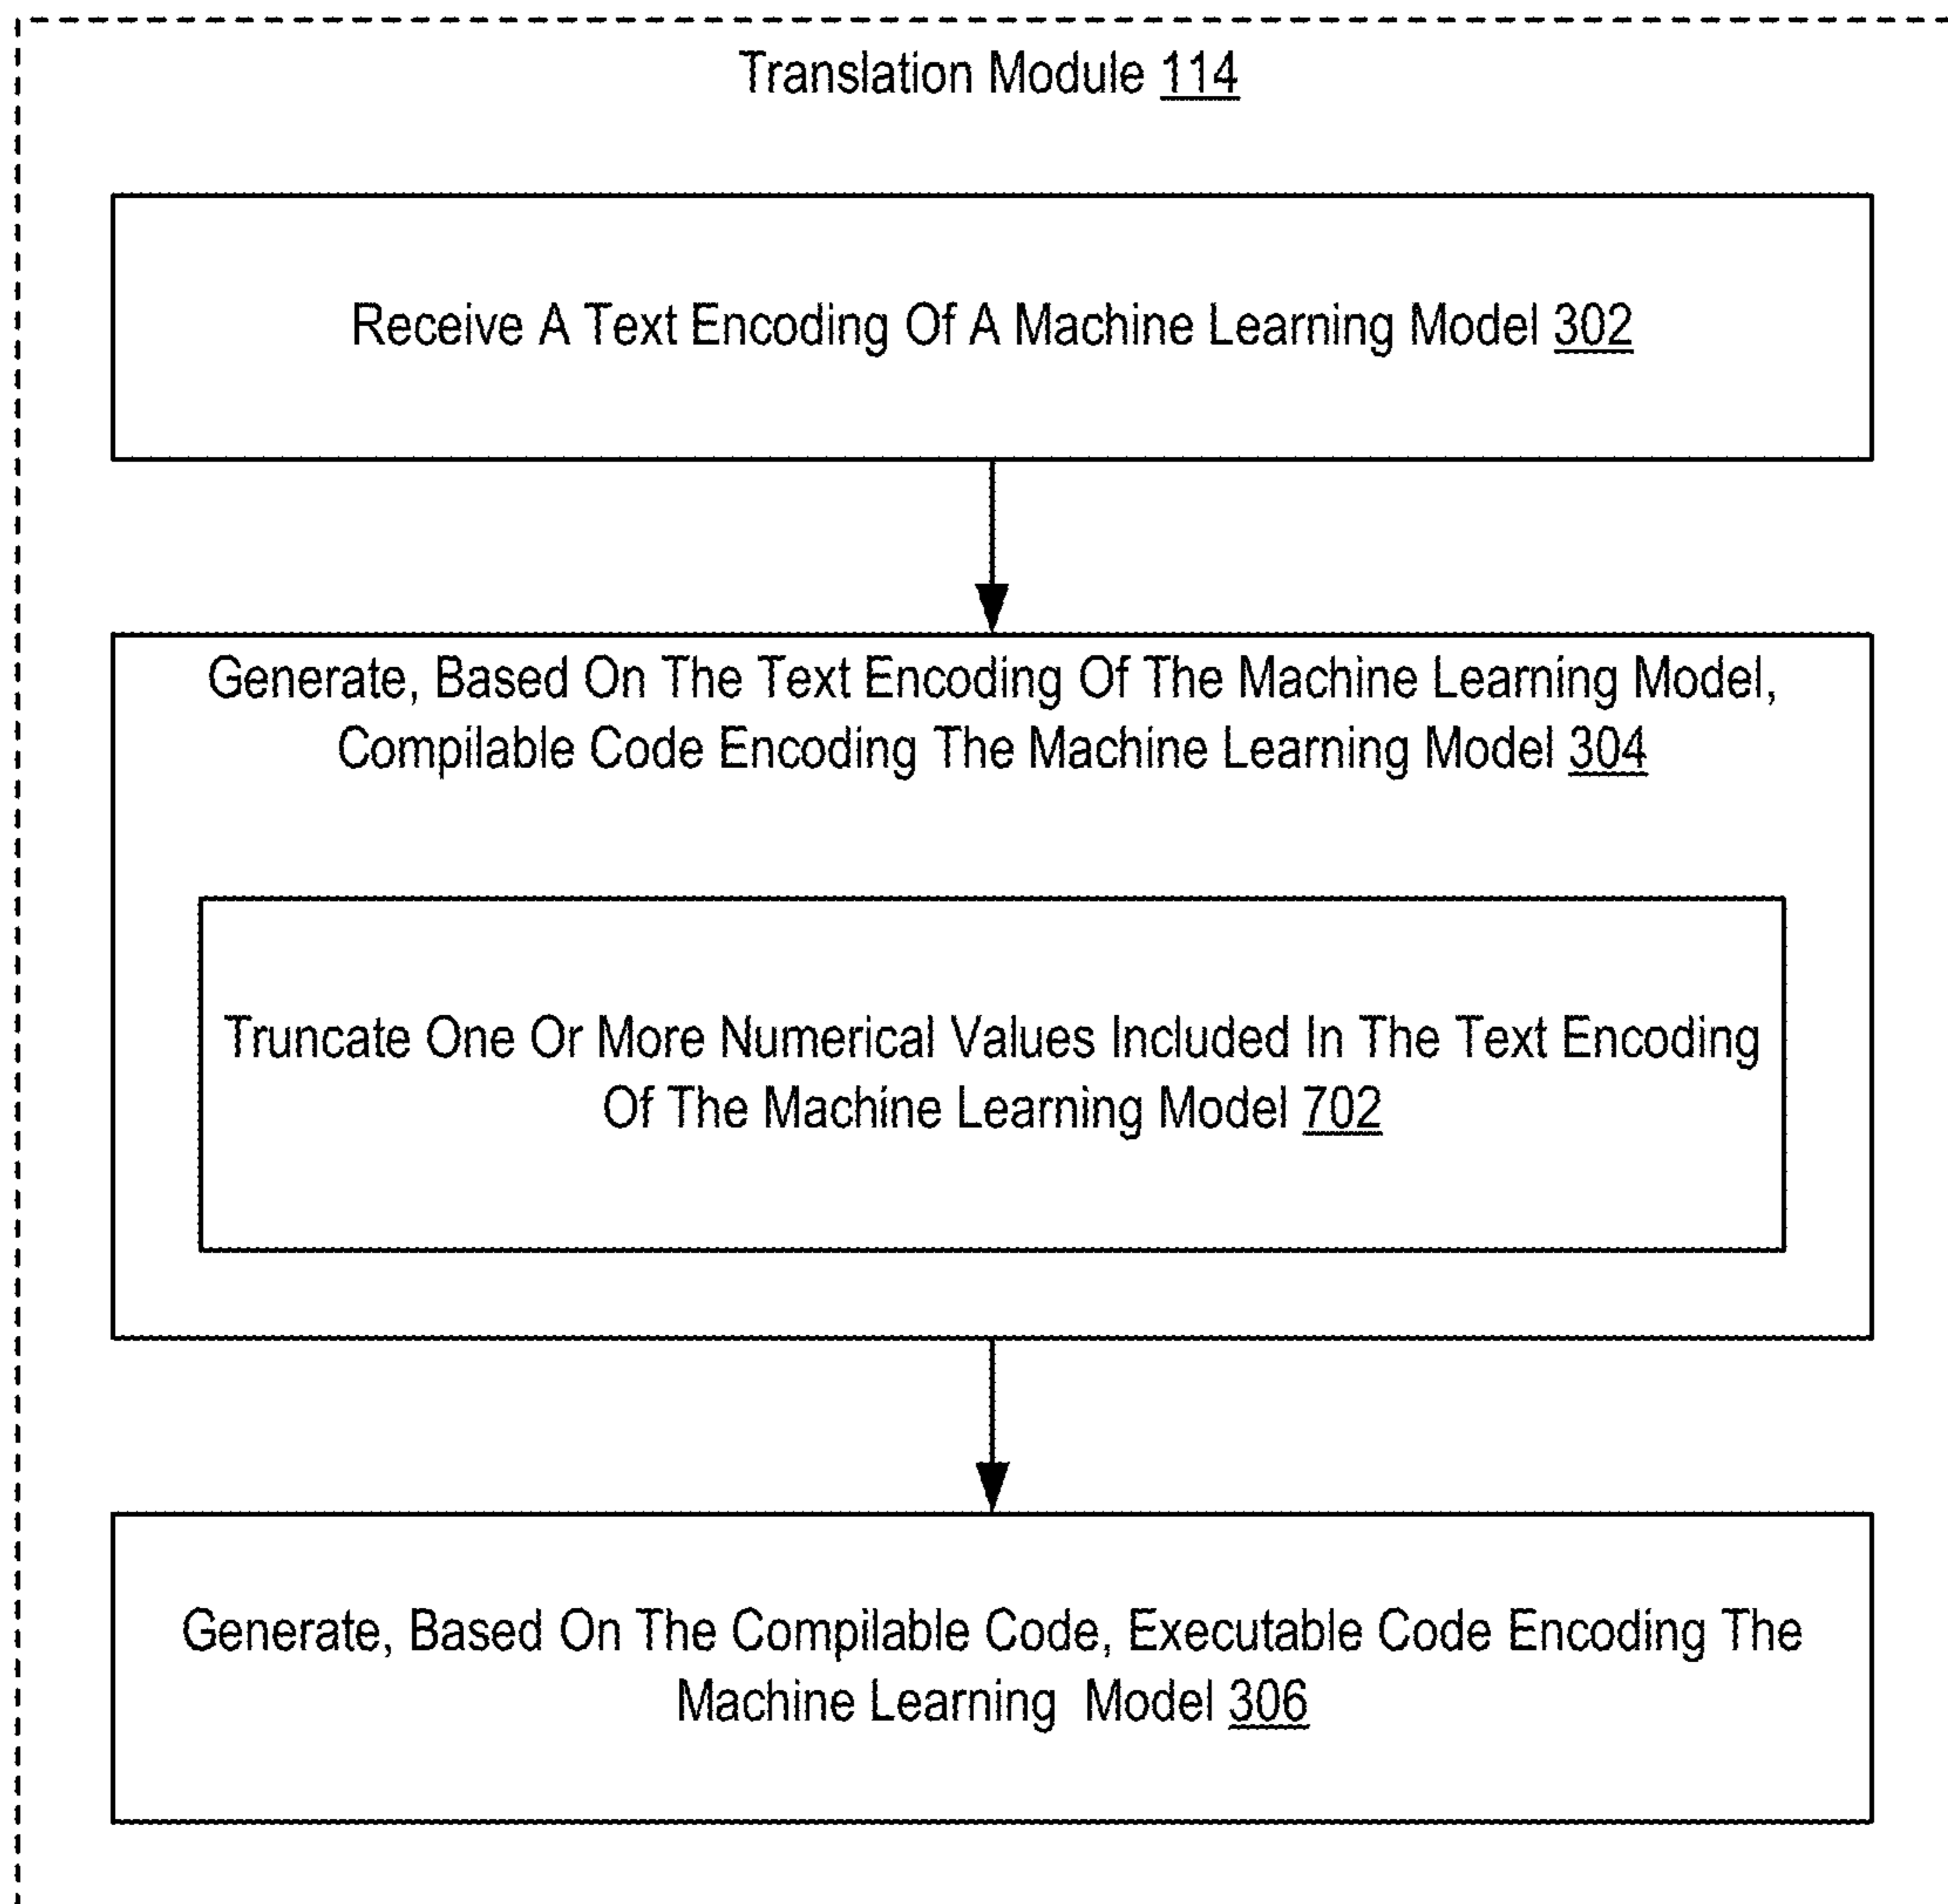 Translation Module 114
Receive A Text Encoding Of A Machine Learning Model 302
Generate, Based On The Text Encoding Of The Machine Learning Model,
Compilable Code Encoding The Machine Learning Model 304
Truncate One Or More Numerical Values Included In The Text Encoding
Of The Machine Learning Model 702
Generate, Based On The Compilable Code, Executable Code Encoding The
Machine Learning Model 306